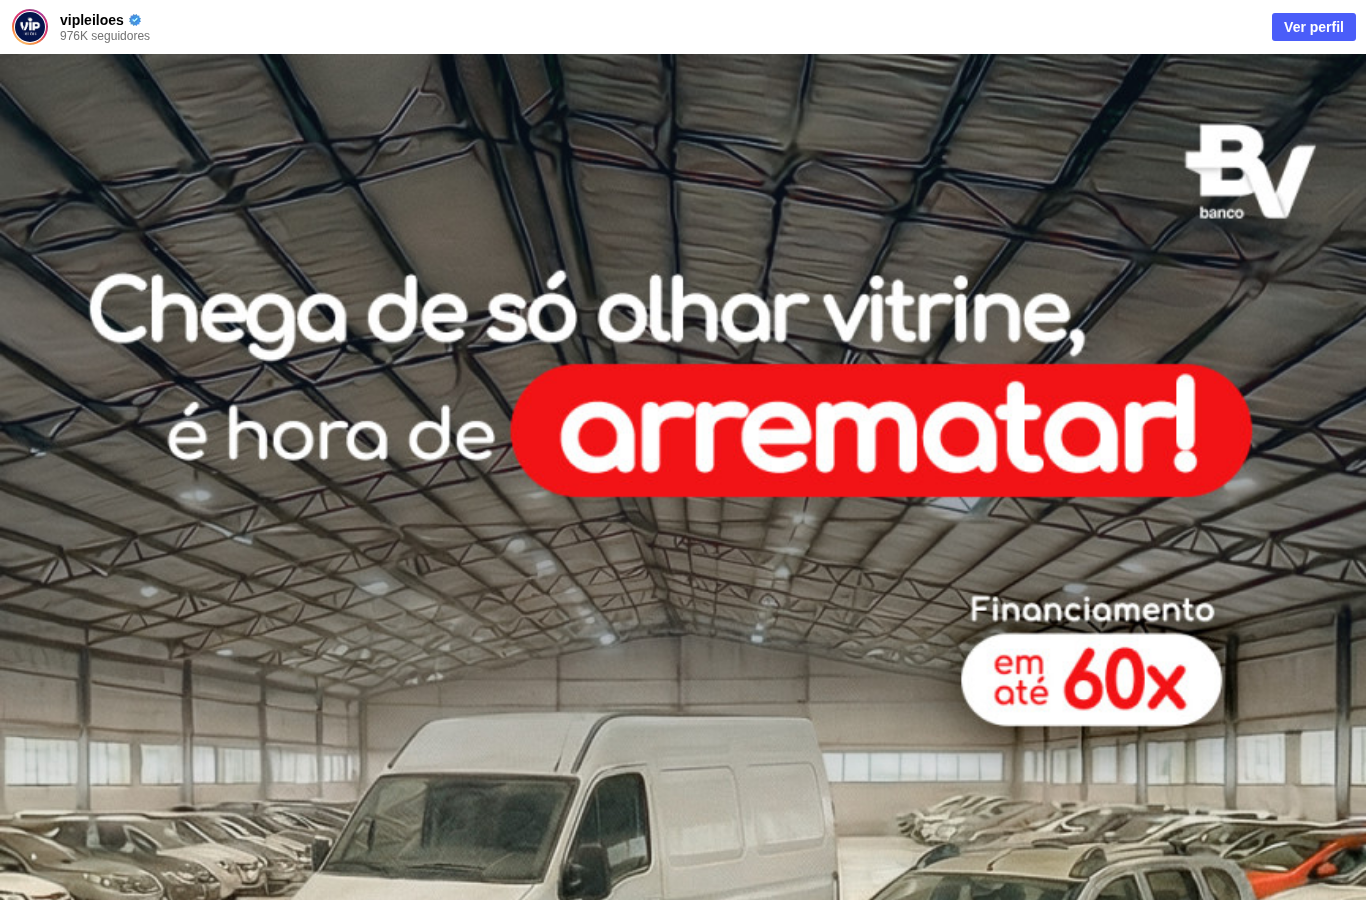 vipleiloes
976K seguidores
Ver perfil
vip
BV
banco
Chega de só olhar vitrine,
é hora de arrematar!
Financiamento
em até 60x